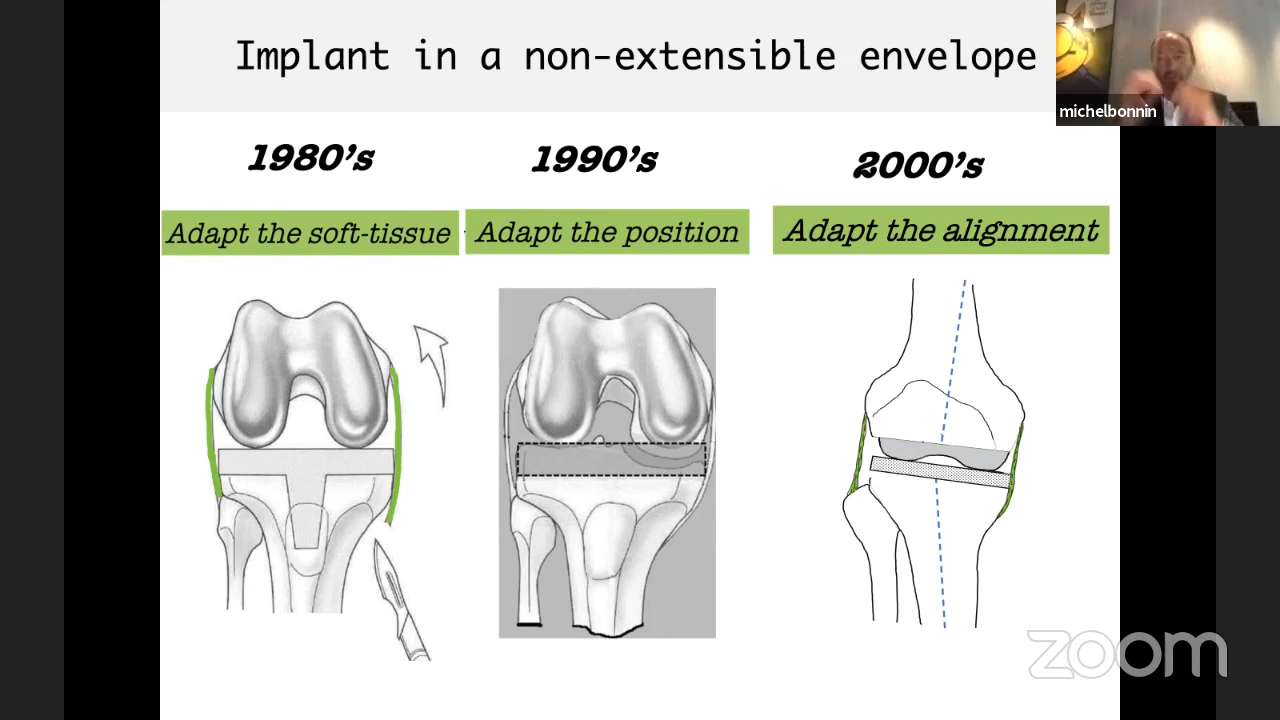 Implant in a non-extensible envelope
michelbonnin
1980's
1990's
2000's
Adapt the soft-tissue
Adapt the position
Adapt the alignment
zoom